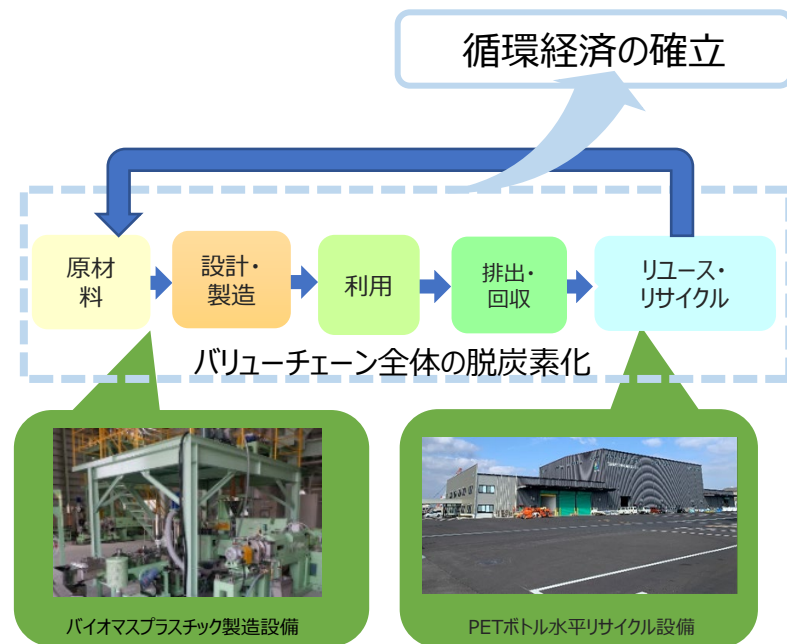 循環経済の確立
原材
料
設計・
製造
利用
排出・
回収
リユース・
リサイクル
バリューチェーン全体の脱炭素化
バイオマスプラスチック製造設備
PETボトル水平リサイクル設備